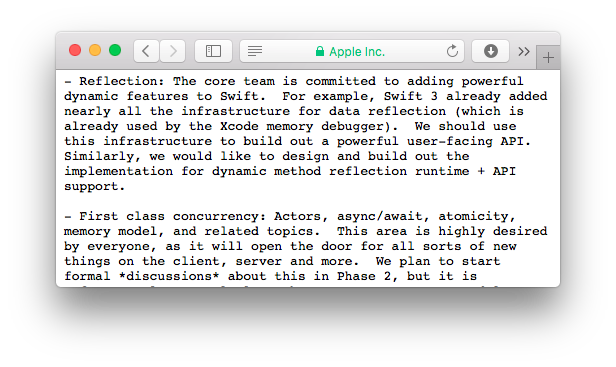 Apple Inc.
– Reflection: The core team is committed to adding powerful
dynamic features to Swift.  For example, Swift 3 already added
nearly all the infrastructure for data reflection (which is
already used by the Xcode memory debugger).  We should use
this infrastructure to build out a powerful user-facing API.
Similarly, we would like to design and build out the
implementation for dynamic method reflection runtime + API
support.
– First class concurrency: Actors, async/await, atomicity,
memory model, and related topics.  This area is highly desired
by everyone, as it will open the door for all sorts of new
things on the client, server and more.  We plan to start
formal *discussions* about this in Phase 2, but it is